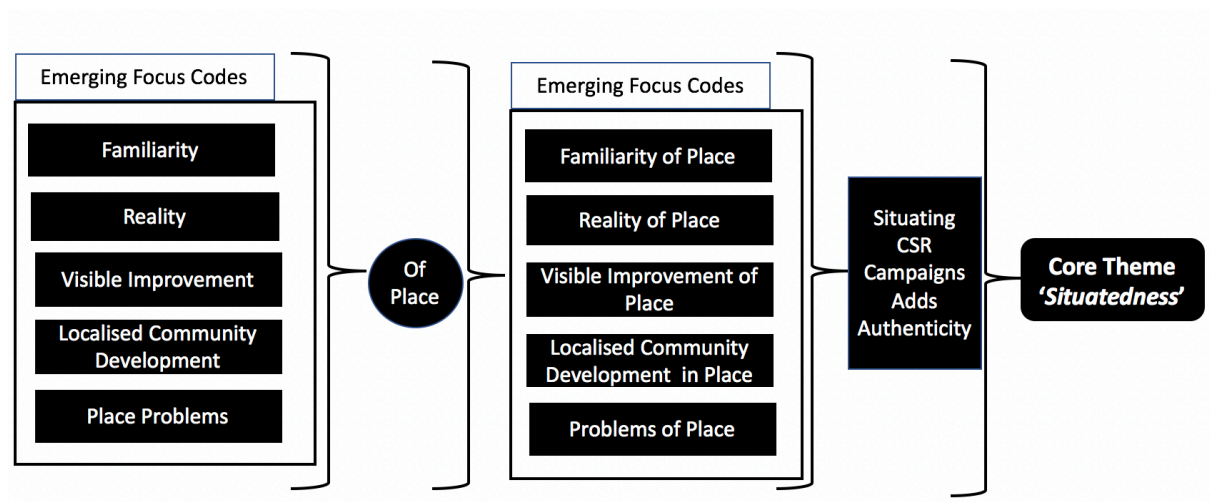 Emerging Focus Codes
Familiarity
Reality
Visible Improvement
Localised Community
Development
Place Problems
Of
Place
Emerging Focus Codes
Familiarity of Place
Reality of Place
Visible Improvement of
Place
Localised Community
Development in Place
Problems of Place
Situating
CSR
Campaigns
Adds
Authenticity
Core Theme
‘Situatedness’